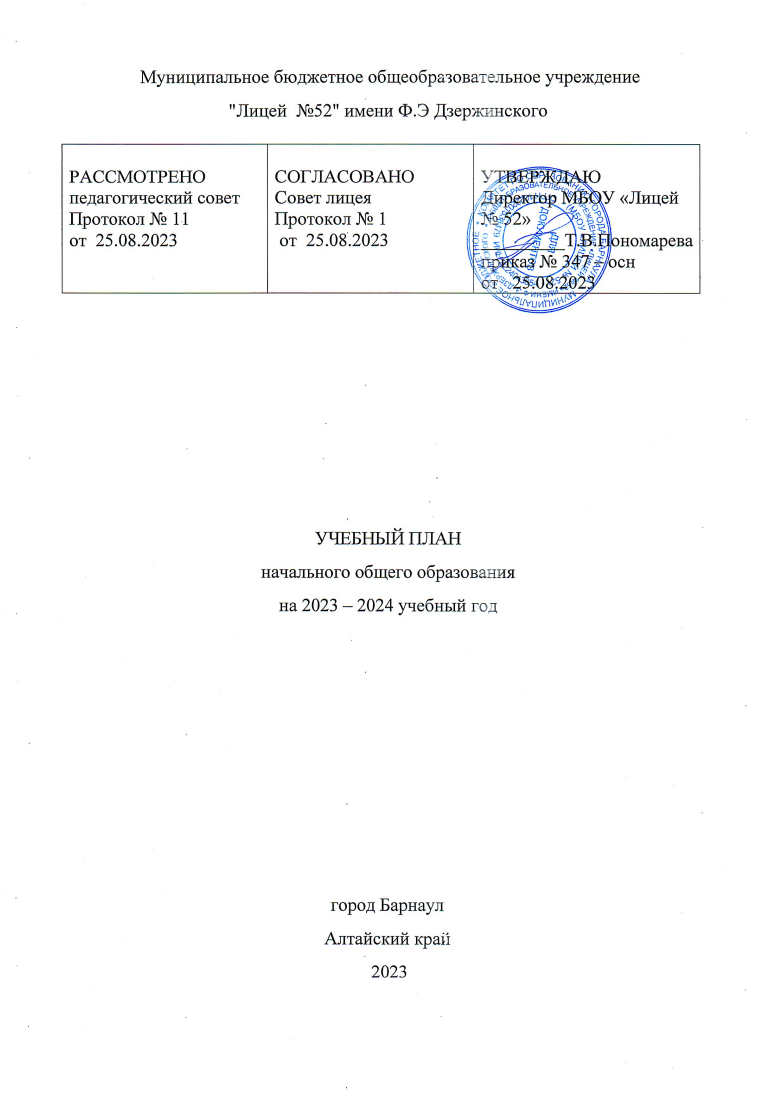 Муниципальное бюджетное общеобразовательное учреждение
"Лицей №52" имени Ф.Э Дзержинского
РАССМОТРЕНО
педагогический совет
Протокол № 11
от 25.08.2023
СОГЛАСОВАНО
Совет лицея
Протокол № 1
от 25.08.2023
УТВЕРЖДАЮ
Директор МБОУ «Лицей
№ 52»
Т.В.Пономарева
приказ № 347 осн
от 25.08.2023
ДЛЯ
ДОКУМЕНТОВ
УЧЕБНЫЙ ПЛАН
начального общего образования
на 2023 – 2024 учебный год
город Барнаул
Алтайский край
2023